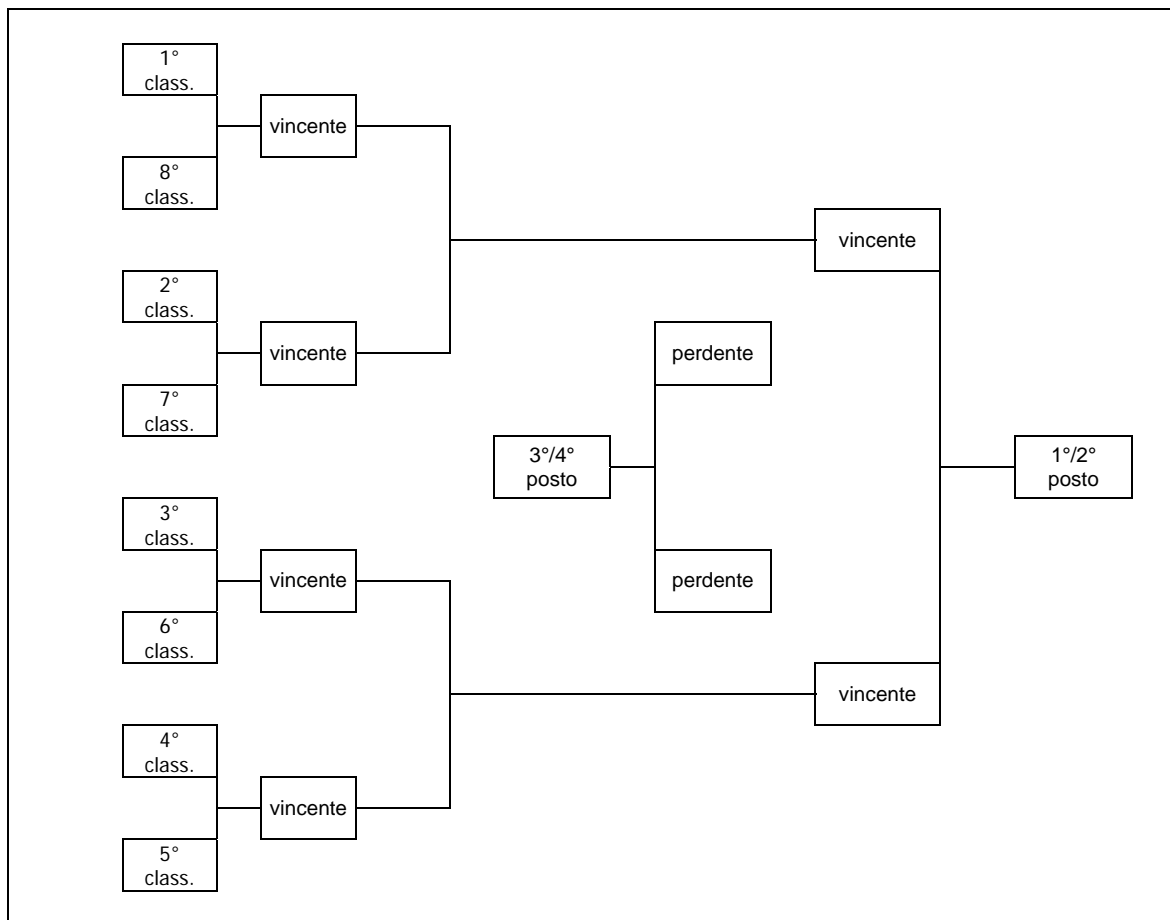 1°
class.
vincente
8°
class.
vincente
2°
class.
vincente
perdente
7°
class.
3°/4°
posto
1°/2°
posto
3°
class.
vincente
perdente
6°
class.
vincente
4°
class.
vincente
5°
class.